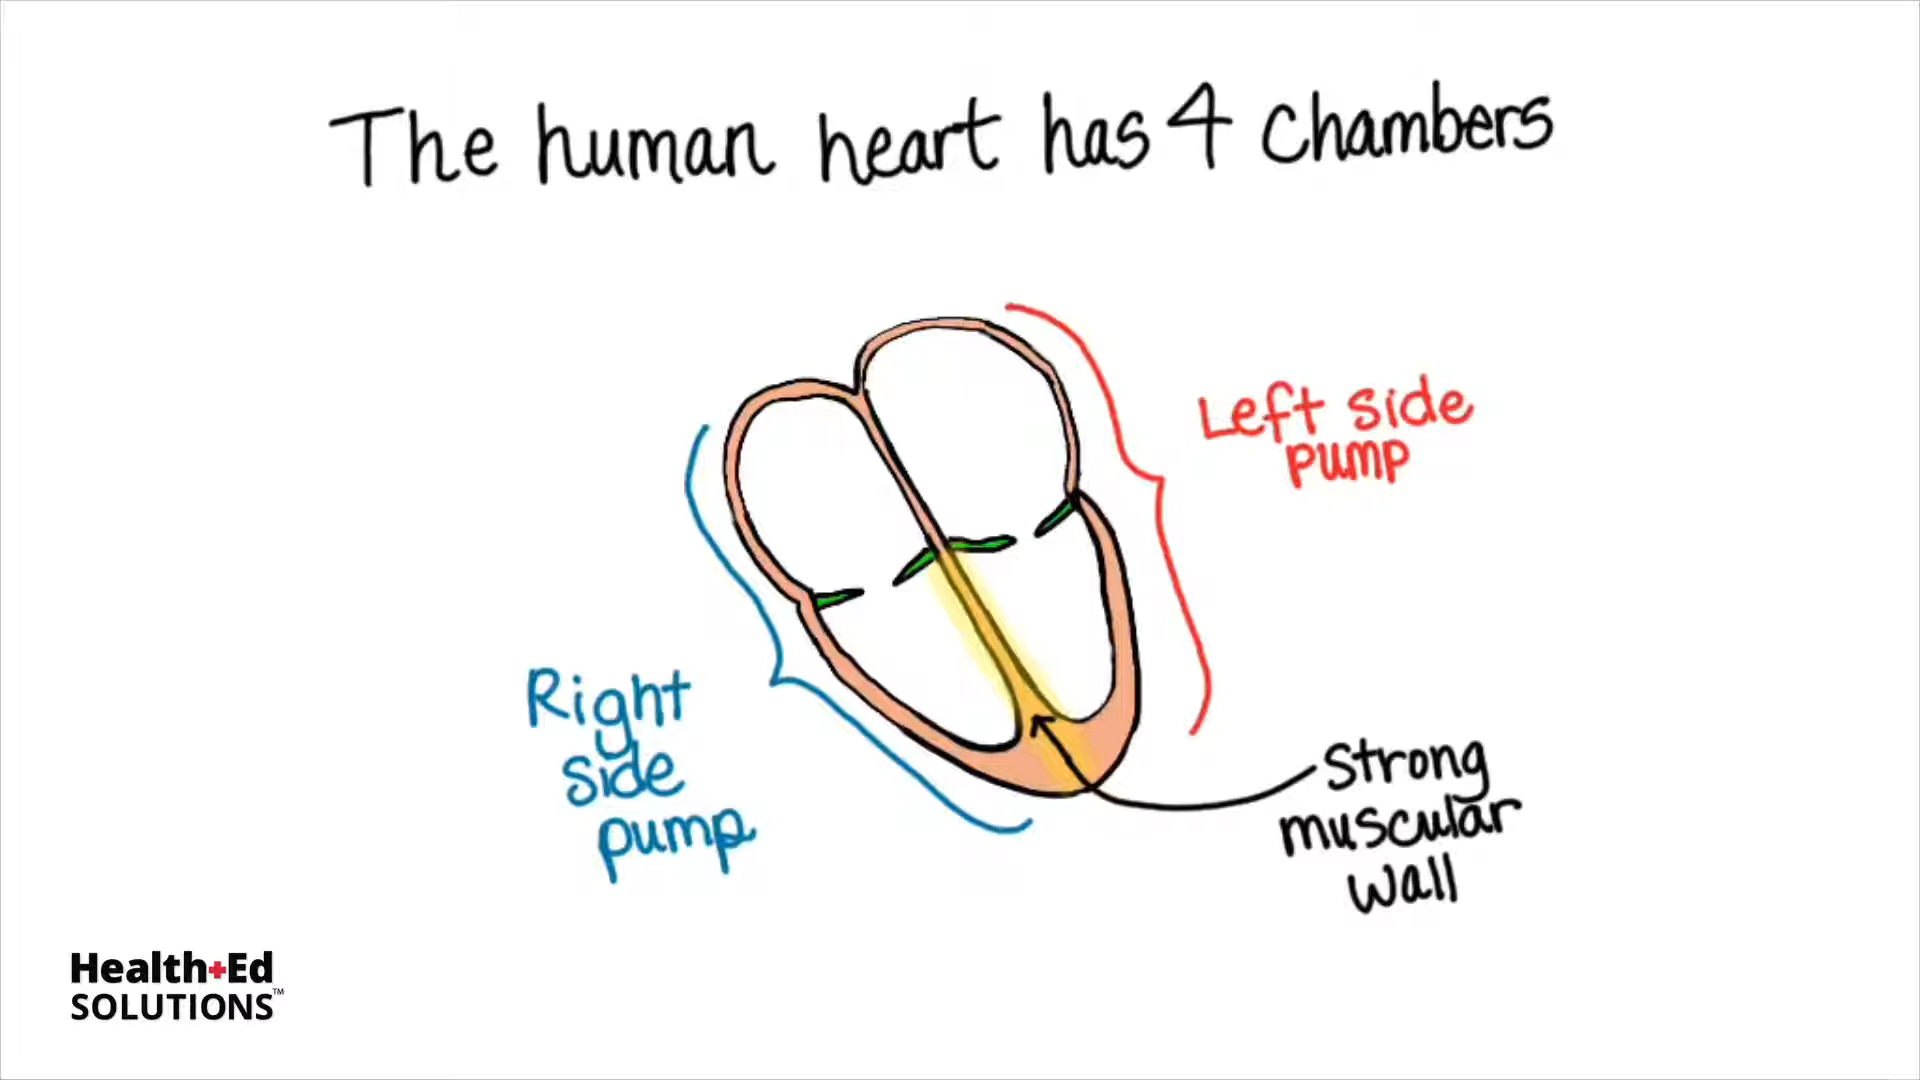 The human heart has 4 Chambers
Left side
pump
Right
side
pump
Strong
muscular
wall
Health+Ed
SOLUTIONS™